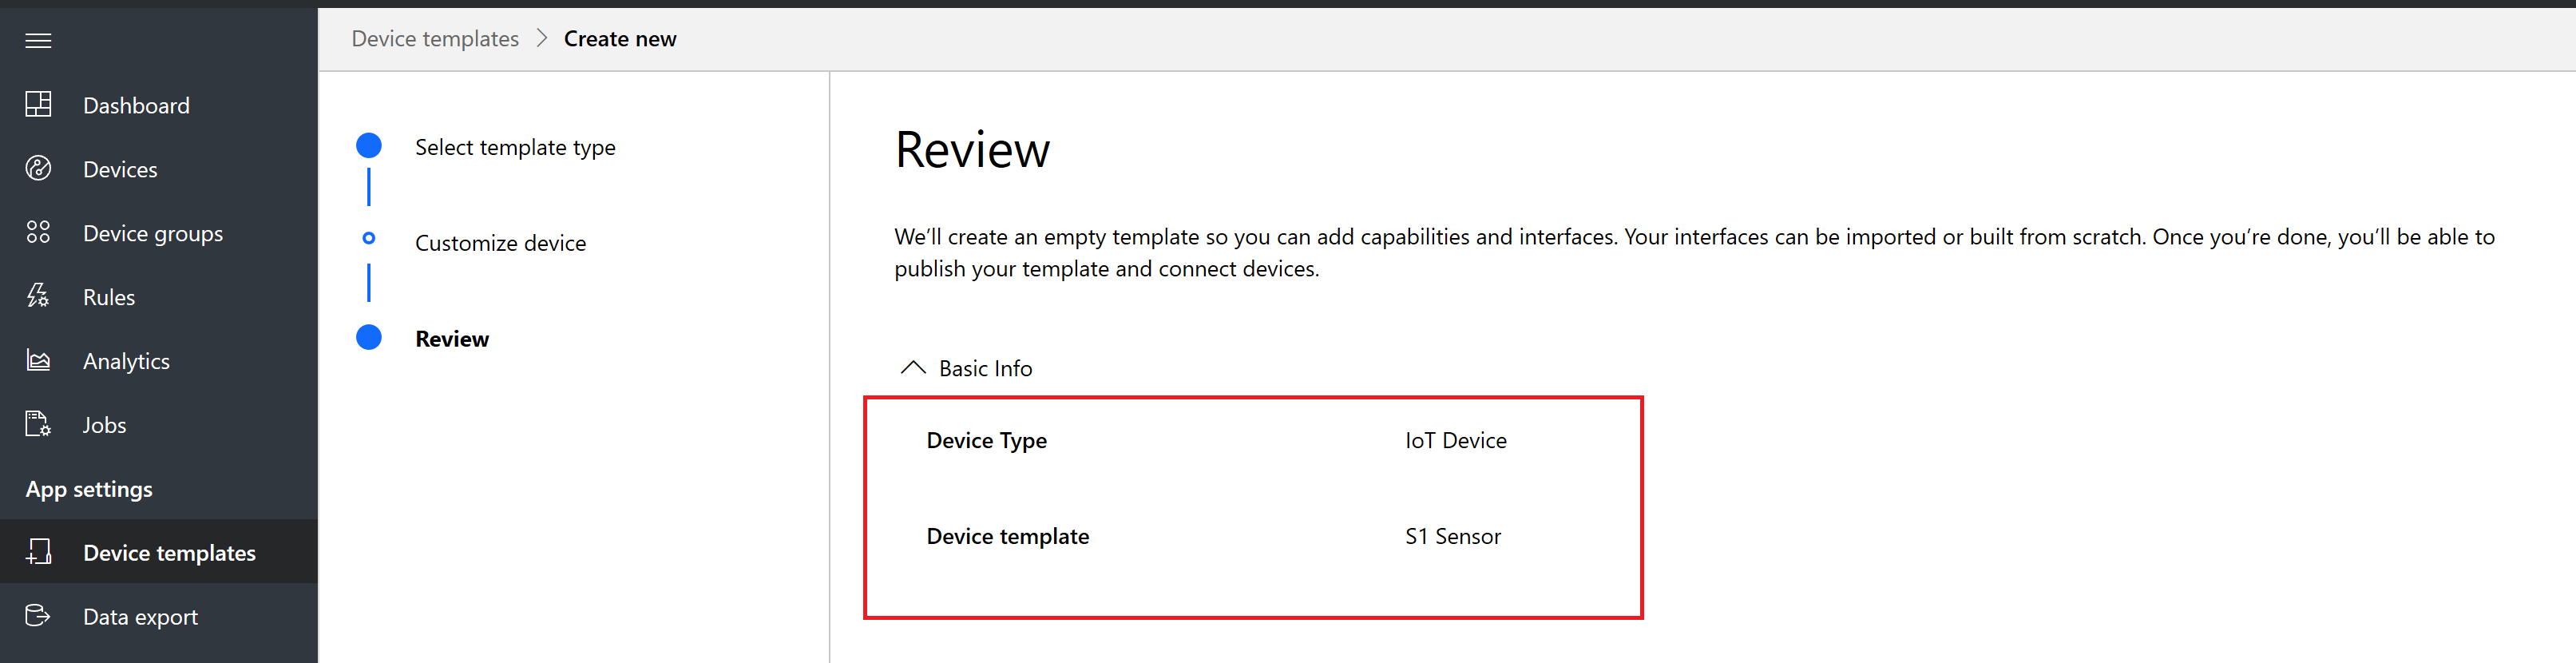 Dashboard
Devices
Device groups
Rules
Analytics
Jobs
App settings
Device templates
Data export
Device templates > Create new
Select template type
Customize device
Review
Review
We’ll create an empty template so you can add capabilities and interfaces. Your interfaces can be imported or built from scratch. Once you’re done, you’ll be able to
publish your template and connect devices.
Basic Info
Device Type IoT Device
Device template S1 Sensor